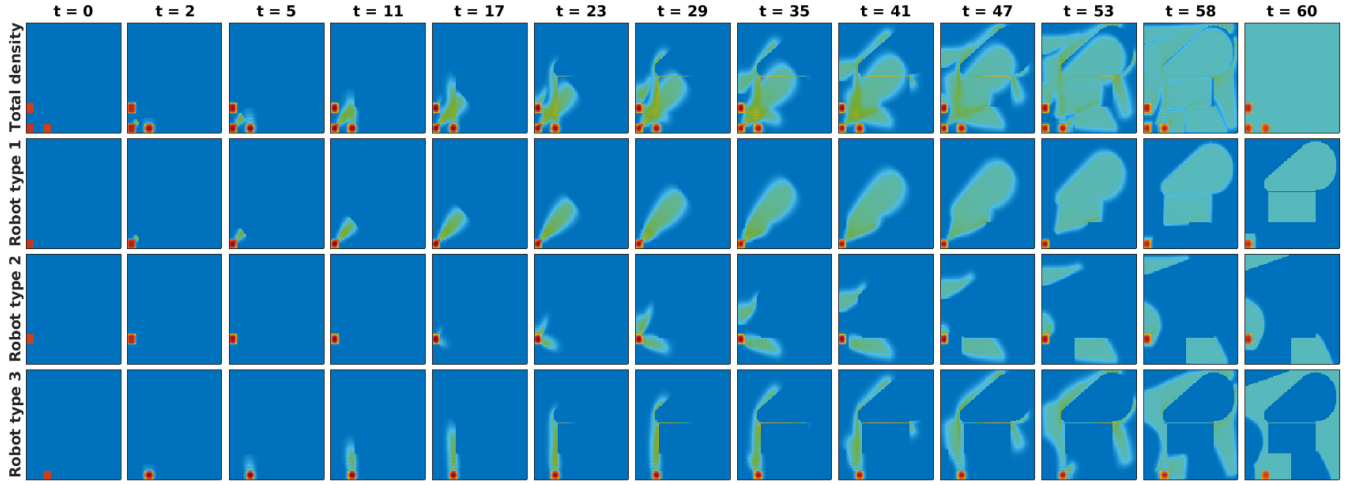 t = 0 t = 2 t = 5 t = 11 t = 17 t = 23 t = 29 t = 35 t = 41 t = 47 t = 53 t = 58 t = 60
Total density
Robot type 1
Robot type 2
Robot type 3